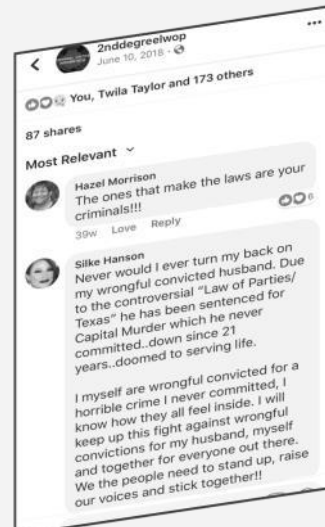 2nddegreelwop
June 10, 2018
You, Twila Taylor and 173 others
87 shares
Most Relevant
Hazel Morrison
The ones that make the laws are your
criminals!!!
39w Love Reply 6
Silke Hanson
Never would I ever turn my back on
my wrongful convicted husband. Due
to the controversial “Law of Parties/
Texas” he has been sentenced for
Capital Murder which he never
committed..down since 21
years..doomed to serving life.
I myself are wrongful convicted for a
horrible crime I never committed, I
know how they all feel inside. I will
keep up this fight against wrongful
convictions for my husband, myself
and together for everyone out there.
We the people need to stand up, raise
our voices and stick together!!